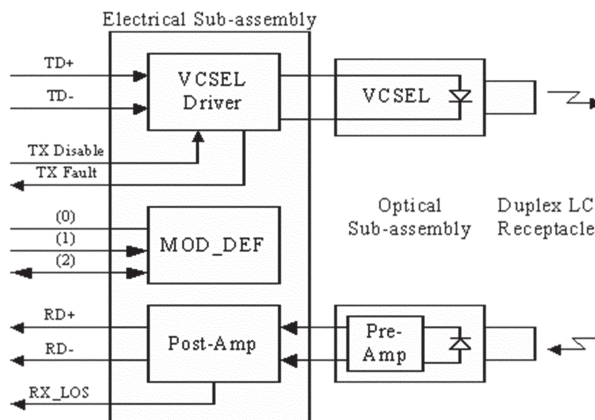 Electrical Sub-assembly
TD+
TD-
TX Disable
TX Fault
VCSEL
Driver
VCSEL
(0)
(1)
(2)
MOD_DEF
Optical
Sub-assembly
Duplex LC
Receptacle
RD+
RD-
RX_LOS
Post-Amp
Pre-
Amp